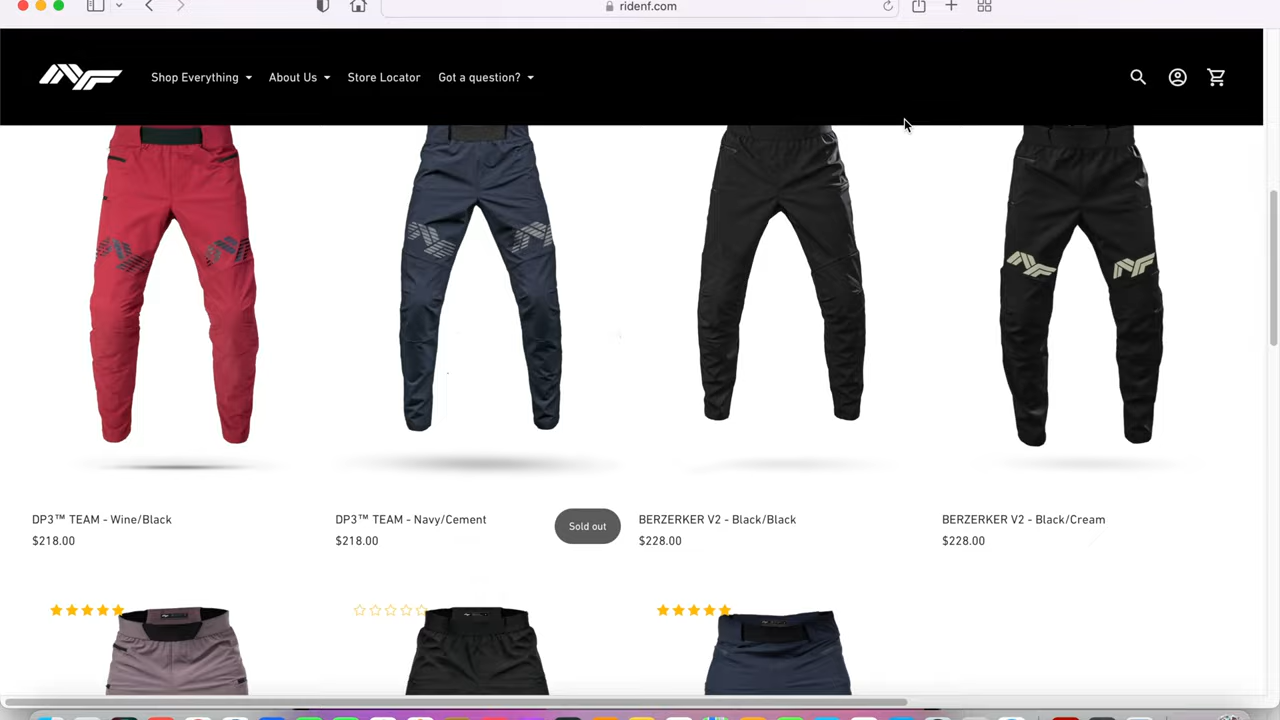 ridenf.com
NF
Shop Everything
About Us
Store Locator
Got a question?
DP3™ TEAM - Wine/Black
$218.00
DP3™ TEAM - Navy/Cement
$218.00
Sold out
BERZERKER V2 - Black/Black
$228.00
BERZERKER V2 - Black/Cream
$228.00